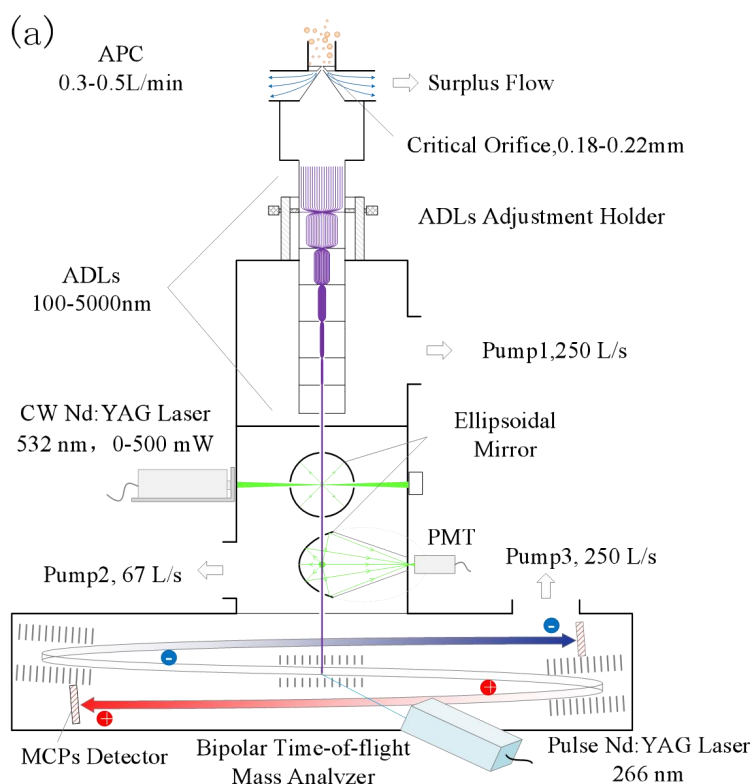 (a)
APC
0.3-0.5L/min
Surplus Flow
Critical Orifice,0.18-0.22mm
ADLs Adjustment Holder
ADLs
100-5000nm
Pump1,250 L/s
CW Nd:YAG Laser
532 nm，0-500 mW
Ellipsoidal
Mirror
PMT
Pump2, 67 L/s
Pump3, 250 L/s
-
-
+
+
MCPs Detector
Bipolar Time-of-flight
Mass Analyzer
Pulse Nd:YAG Laser
266 nm